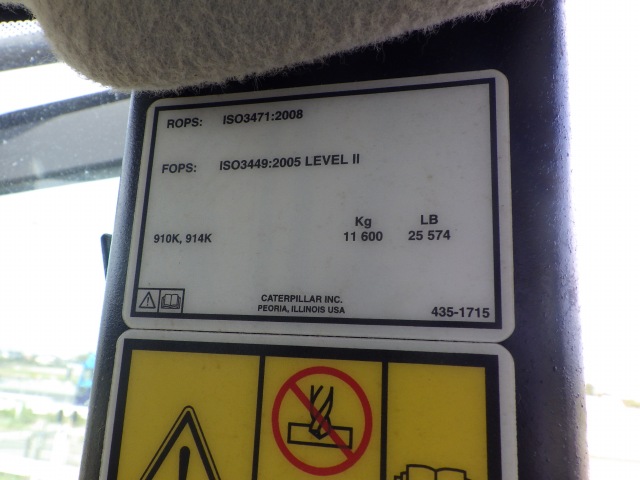 ROPS: ISO3471:2008
FOPS: ISO3449:2005 LEVEL II
Kg LB
910K, 914K 11 600 25 574
CATERPILLAR INC.
PEORIA, ILLINOIS USA
435-1715